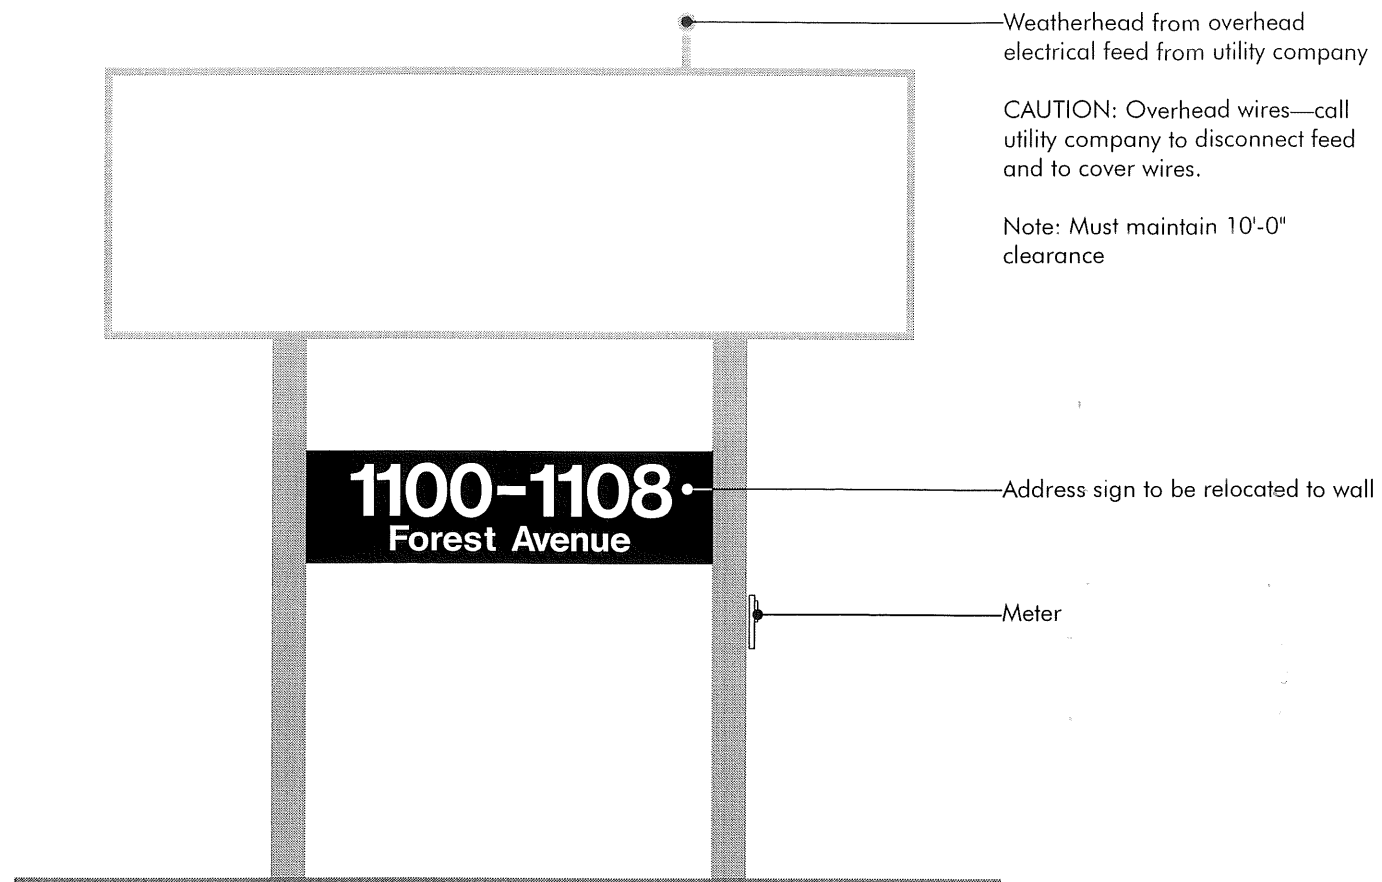 Weatherhead from overhead
electrical feed from utility company
CAUTION: Overhead wires—call
utility company to disconnect feed
and to cover wires.
Note: Must maintain 10'-0"
clearance
1100-1108
Forest Avenue
Address sign to be relocated to wall
Meter